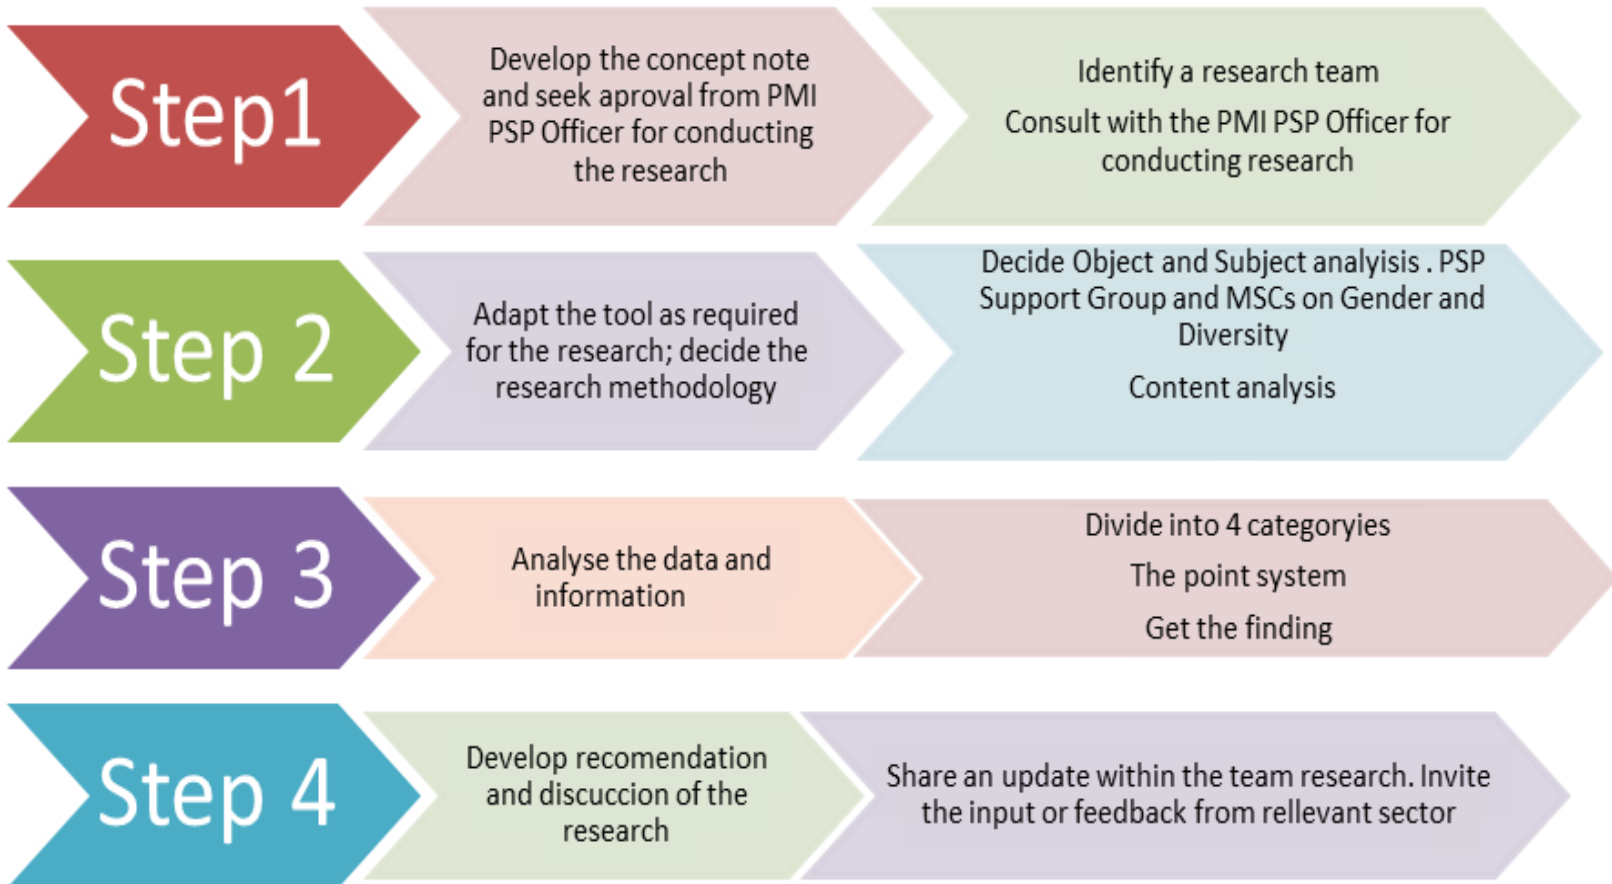 Step1
Develop the concept note
and seek aproval from PMI
PSP Officer for conducting
the research
Identify a research team
Consult with the PMI PSP Officer for
conducting research
Step 2
Adapt the tool as required
for the research; decide the
research methodology
Decide Object and Subject analyisis . PSP
Support Group and MSCs on Gender and
Diversity
Content analysis
Step 3
Analyse the data and
information
Divide into 4 categoryies
The point system
Get the finding
Step 4
Develop recomendation
and discuccion of the
research
Share an update within the team research. Invite
the input or feedback from rellevant sector